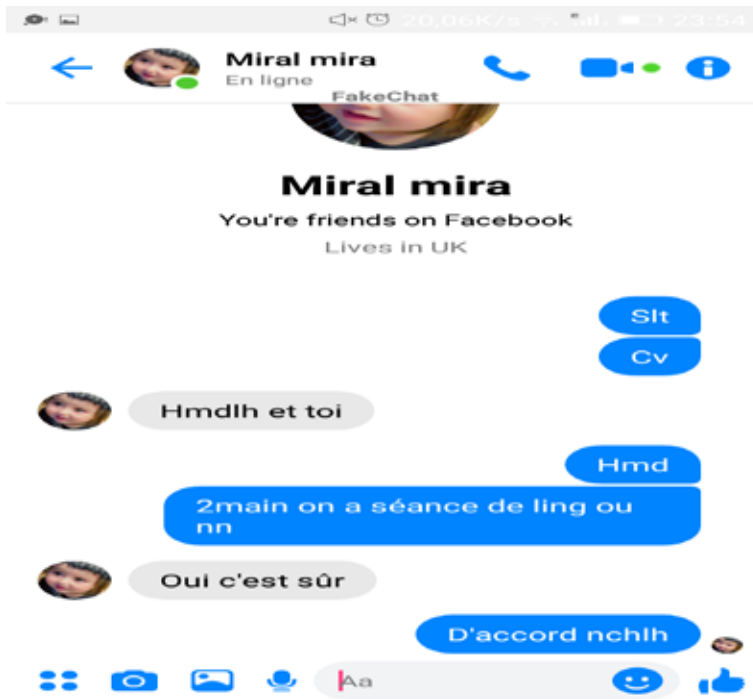 20,06K/s 23:54
Miral mira
En ligne
FakeChat
Miral mira
You're friends on Facebook
Lives in UK
Slt
Cv
Hmdlh et toi
Hmd
2main on a séance de ling ou
nn
Oui c'est sûr
D'accord nchlh
Aa